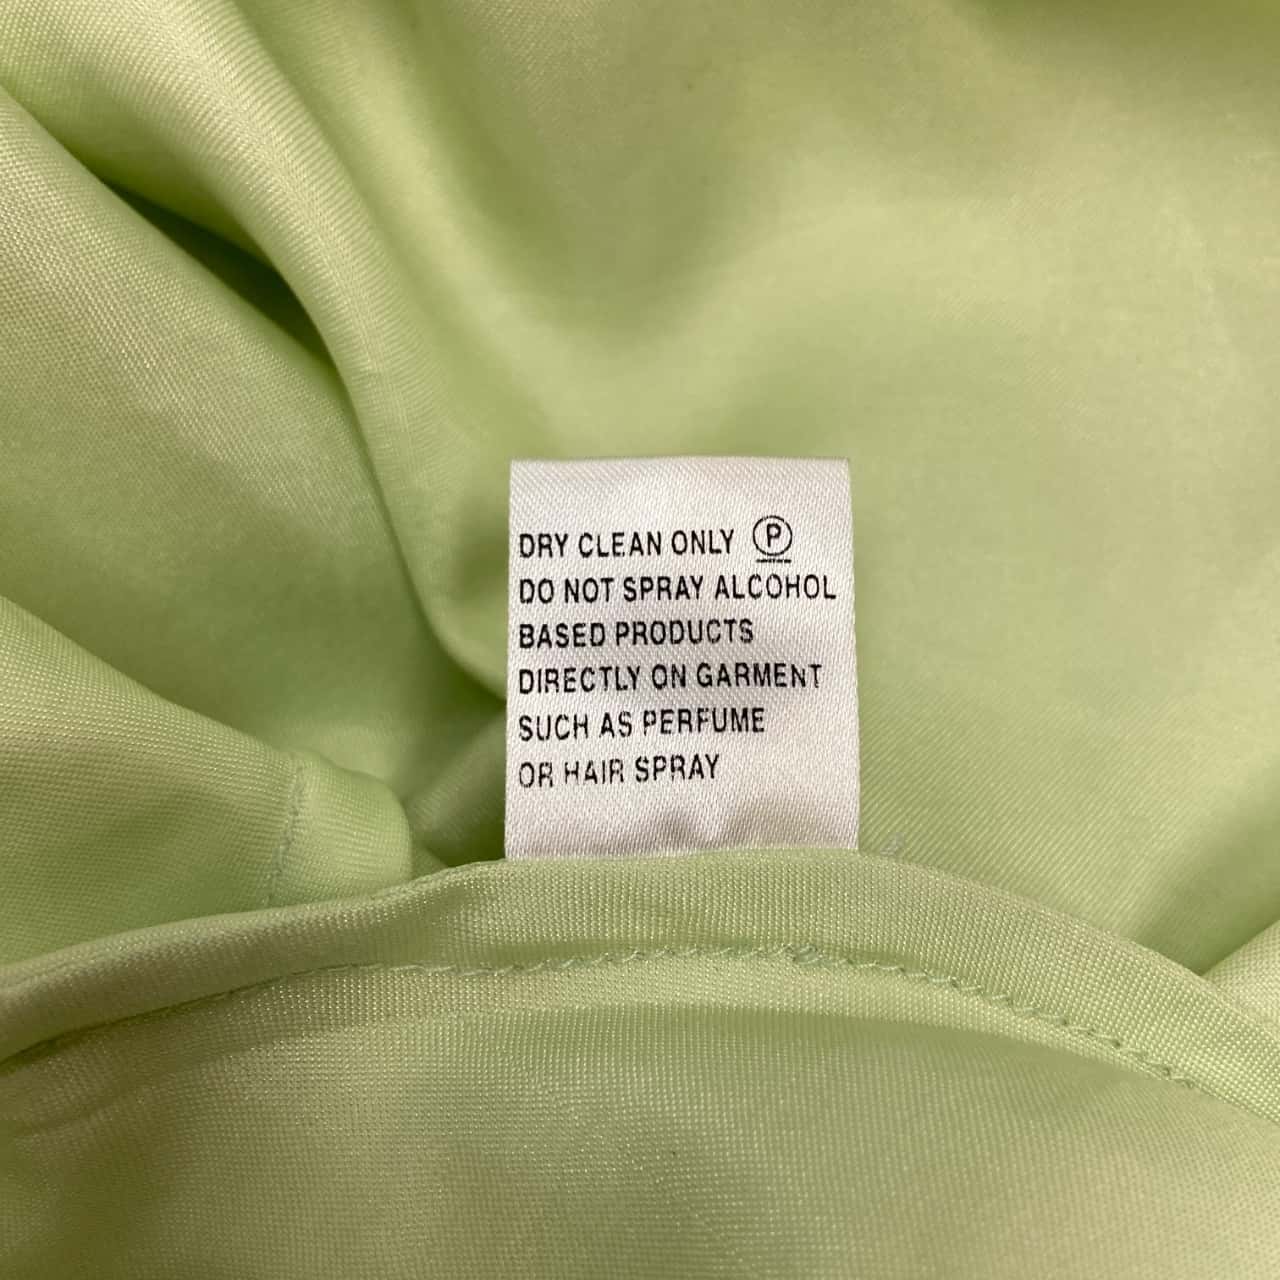 DRY CLEAN ONLY Ⓟ
DO NOT SPRAY ALCOHOL
BASED PRODUCTS
DIRECTLY ON GARMENT
SUCH AS PERFUME
OR HAIR SPRAY